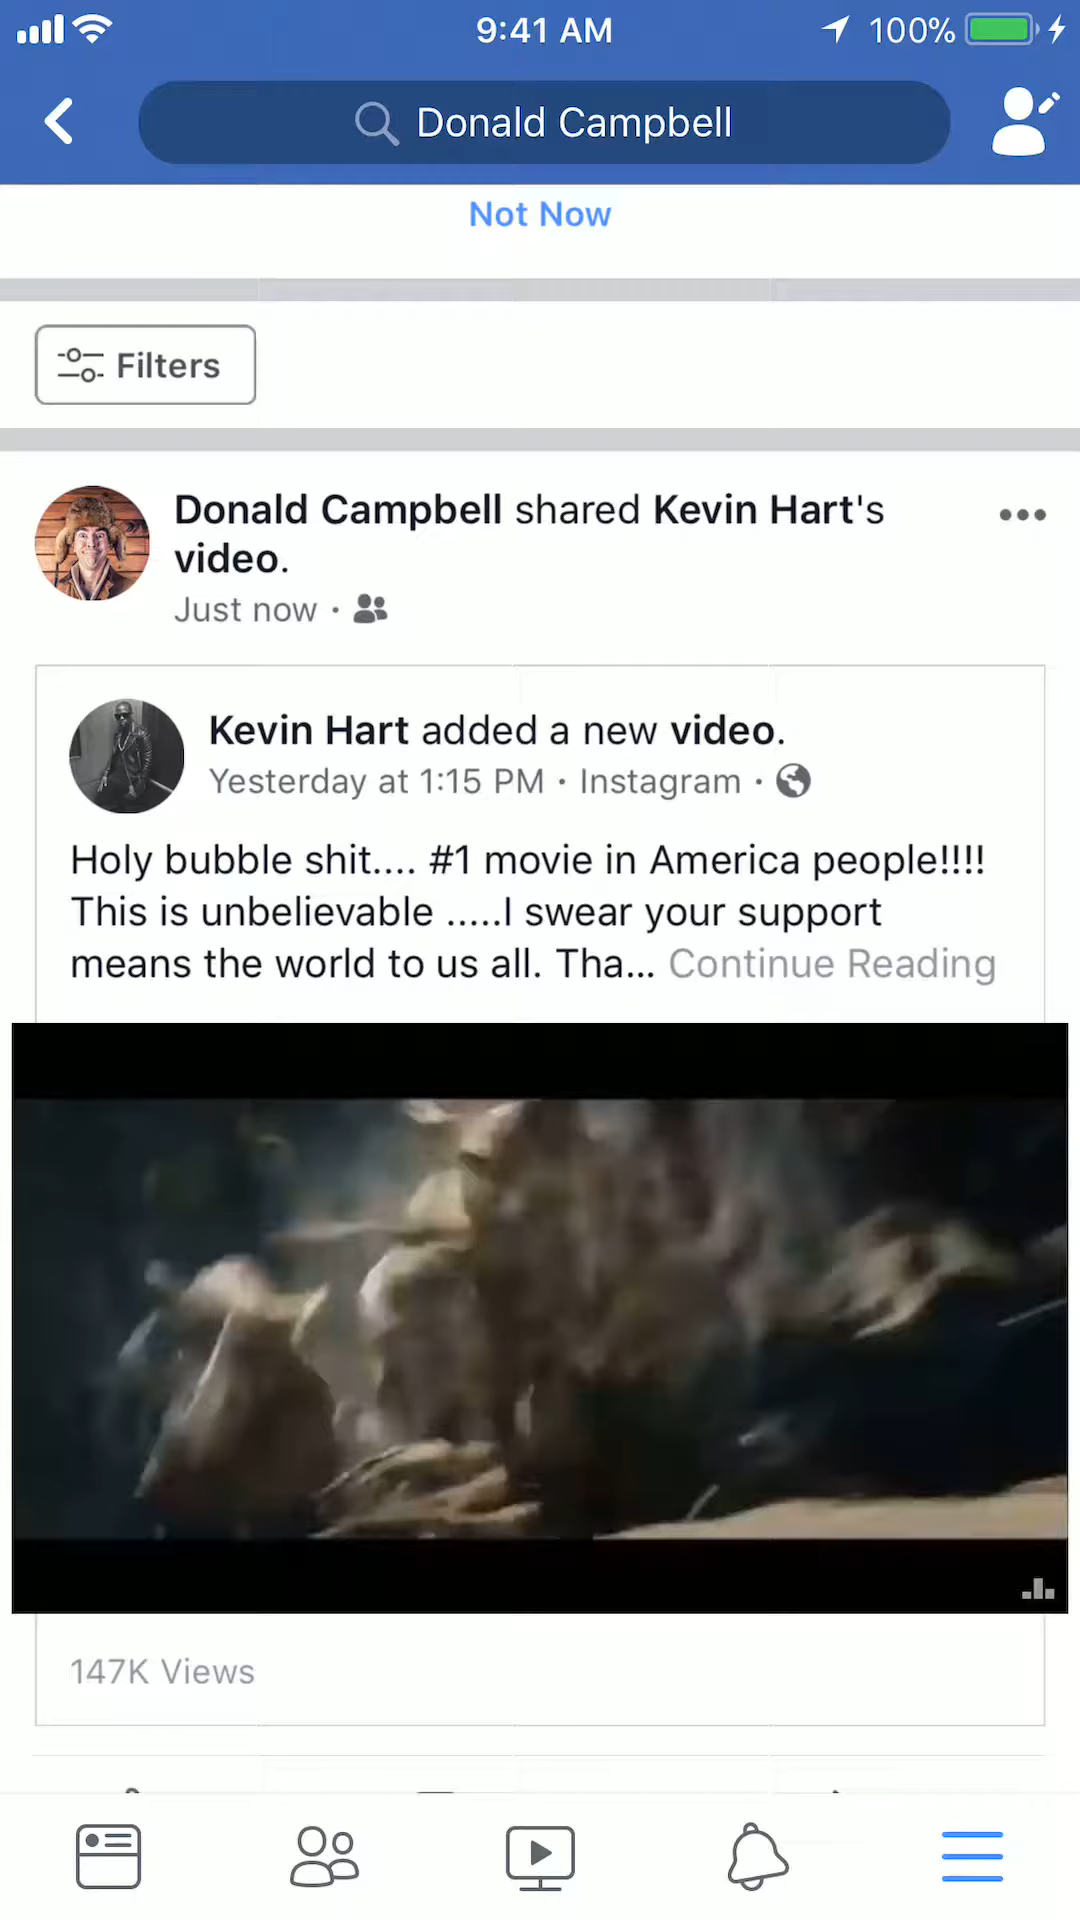 9:41 AM
100%
Donald Campbell
Not Now
Filters
Donald Campbell shared Kevin Hart's
video.
Just now ·
Kevin Hart added a new video.
Yesterday at 1:15 PM · Instagram ·
Holy bubble shit.... #1 movie in America people!!!!
This is unbelievable .....I swear your support
means the world to us all. Tha... Continue Reading
147K Views